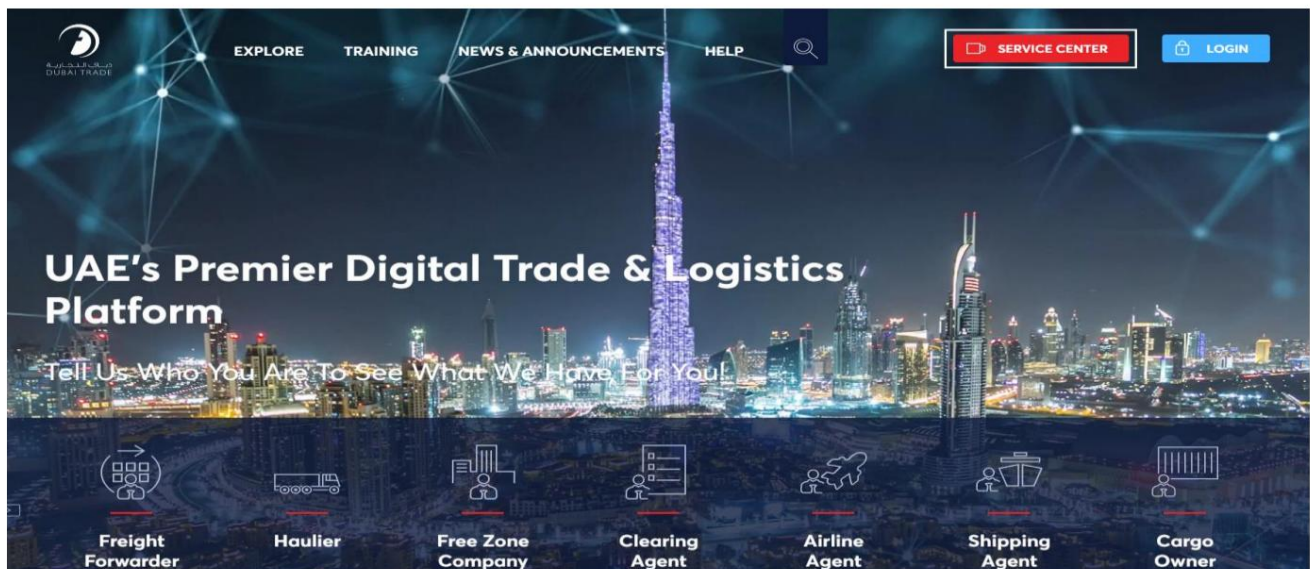 دبي التجارية
DUBAI TRADE
EXPLORE TRAINING NEWS & ANNOUNCEMENTS HELP
SERVICE CENTER
LOGIN
UAE's Premier Digital Trade & Logistics
Platform
Tell Us Who You Are To See What We Have For You!
Freight
Forwarder
Haulier
Free Zone
Company
Clearing
Agent
Airline
Agent
Shipping
Agent
Cargo
Owner